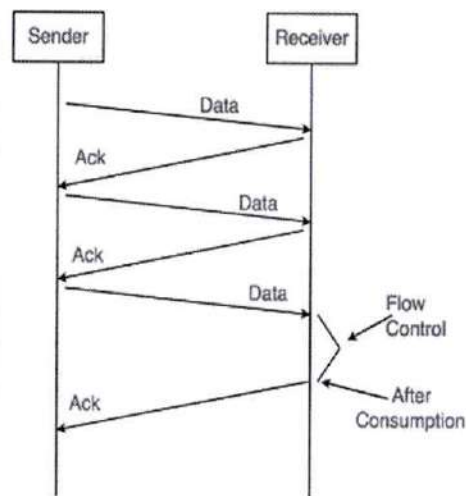 Sender
Receiver
Data
Ack
Data
Ack
Data
Flow
Control
Ack
After
Consumption